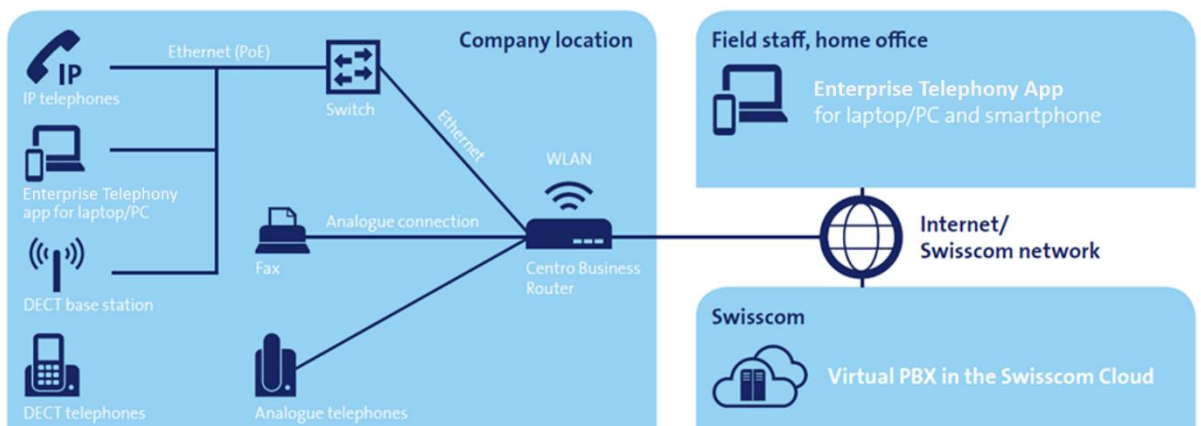 Company location
Ethernet (PoE)
IP
IP telephones
Switch
Ethernet
Enterprise Telephony
app for laptop/PC
WLAN
Analogue connection
Fax
Centro Business
Router
DECT base station
DECT telephones
Analogue telephones
Field staff, home office
Enterprise Telephony App
for laptop/PC and smartphone
Internet/
Swisscom network
Swisscom
Virtual PBX in the Swisscom Cloud